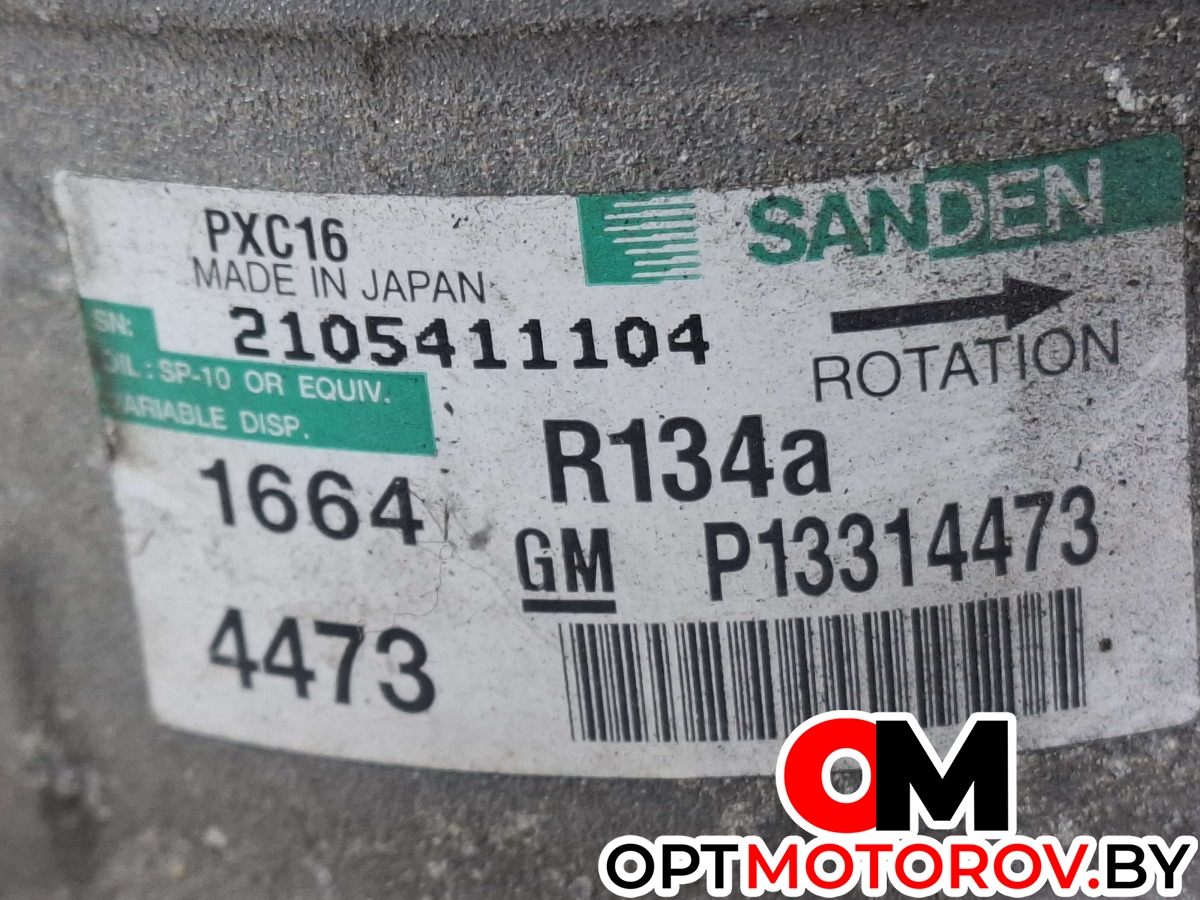 PXC16
SANDEN
MADE IN JAPAN
SN: 2105411104
ROTATION
OIL : SP-10 OR EQUIV.
VARIABLE DISP.
1664
R134a
GM P13314473
4473
OM
OPTMOTOROV.BY